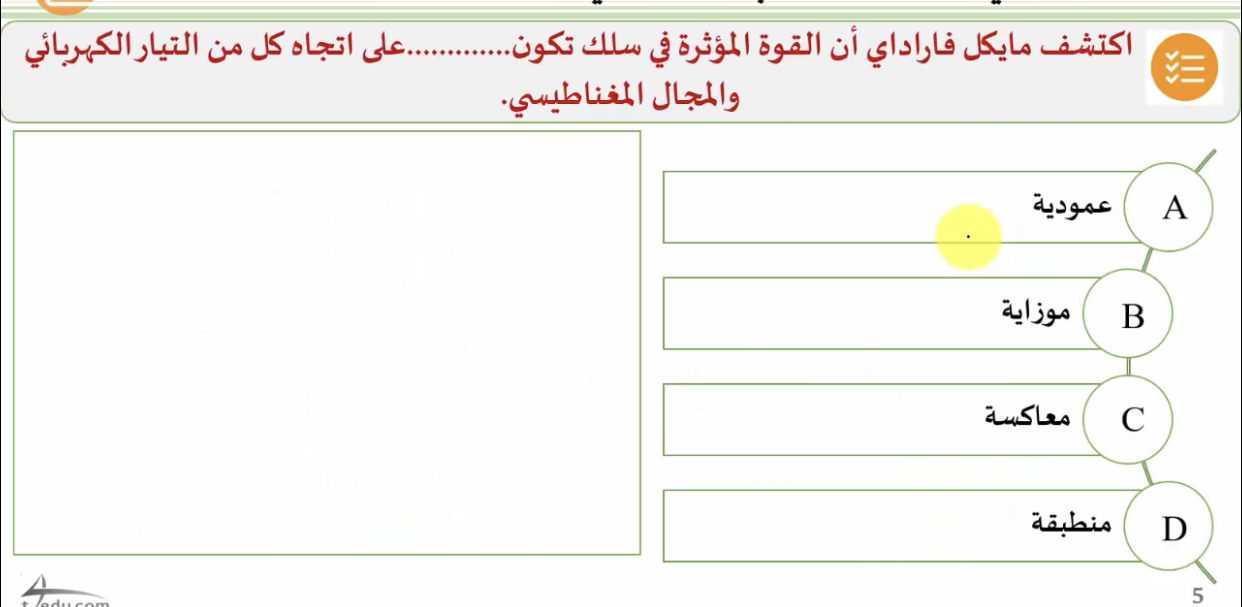 اكتشف مايكل فاراداي أن القوة المؤثرة في سلك تكون.............على اتجاه كل من التيار الكهربائي
والمجال المغناطيسي.
A عمودية
B موزاية
C معاكسة
D منطبقة
5